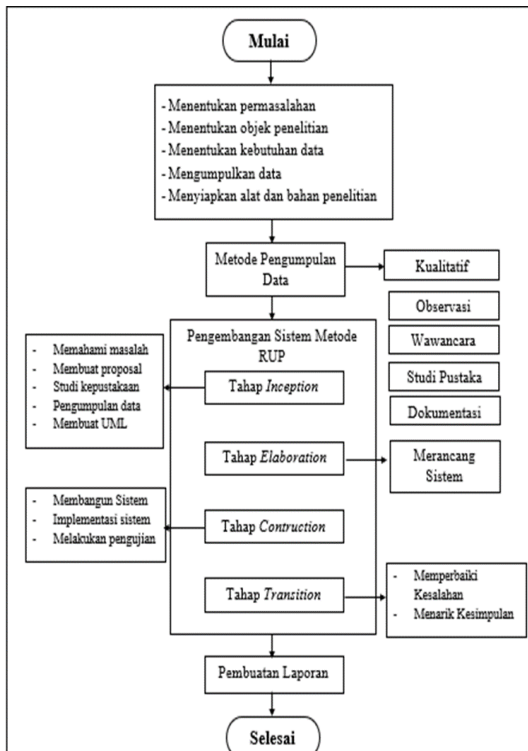 Mulai
- Menentukan permasalahan
- Menentukan objek penelitian
- Menentukan kebutuhan data
- Mengumpulkan data
- Menyiapkan alat dan bahan penelitian
Metode Pengumpulan
Data
Kualitatif
Observasi
Wawancara
Studi Pustaka
Dokumentasi
Pengembangan Sistem Metode
RUP
Tahap Inception
- Memahami masalah
- Membuat proposal
- Studi kepustakaan
- Pengumpulan data
- Membuat UML
Tahap Elaboration
Merancang
Sistem
Tahap Contruction
- Membangun Sistem
- Implementasi sistem
- Melakukan pengujian
Tahap Transition
- Memperbaiki
Kesalahan
- Menarik Kesimpulan
Pembuatan Laporan
Selesai